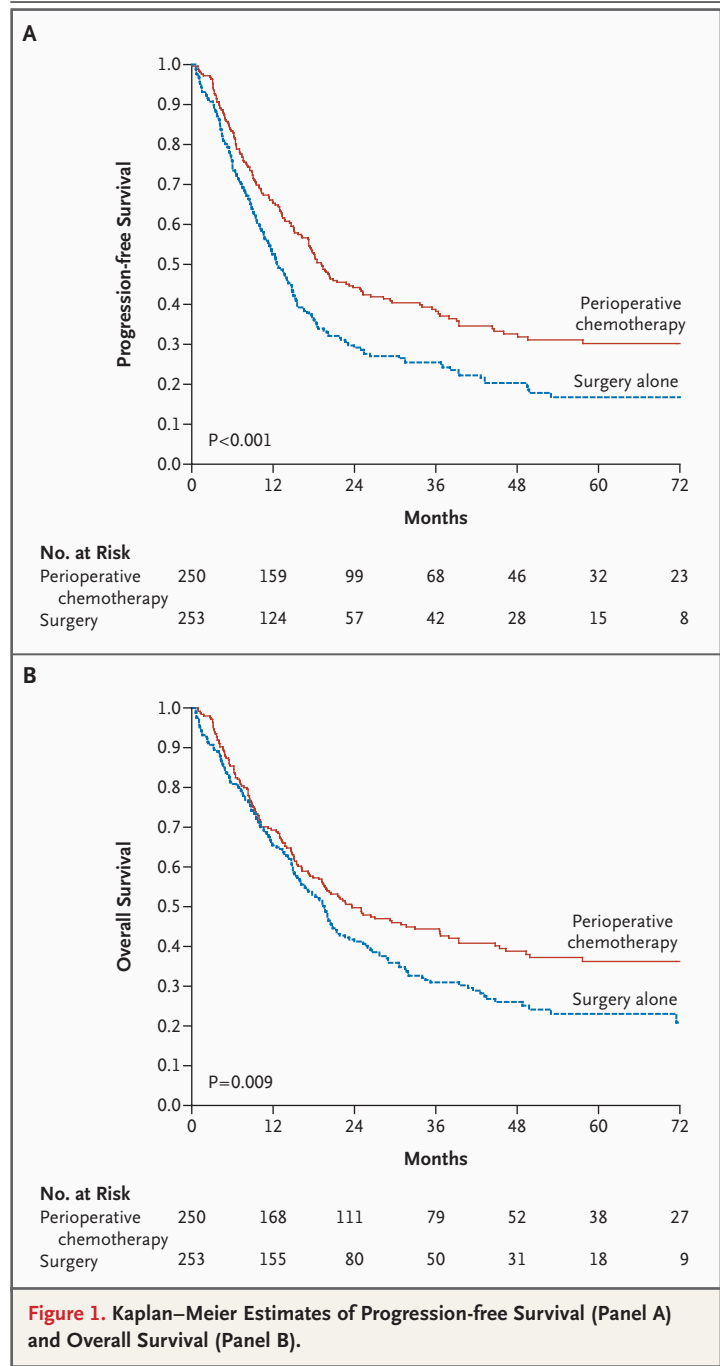 A
1.0
0.9
0.8
0.7
0.6
0.5
0.4
0.3
0.2
0.1
0.0
Progression-free Survival
Perioperative
chemotherapy
Surgery alone
P<0.001
0 12 24 36 48 60 72
Months
No. at Risk
Perioperative 250 159 99 68 46 32 23
chemotherapy
Surgery 253 124 57 42 28 15 8
B
1.0
0.9
0.8
0.7
0.6
0.5
0.4
0.3
0.2
0.1
0.0
Overall Survival
Perioperative
chemotherapy
Surgery alone
P=0.009
0 12 24 36 48 60 72
Months
No. at Risk
Perioperative 250 168 111 79 52 38 27
chemotherapy
Surgery 253 155 80 50 31 18 9
Figure 1. Kaplan–Meier Estimates of Progression-free Survival (Panel A)
and Overall Survival (Panel B).